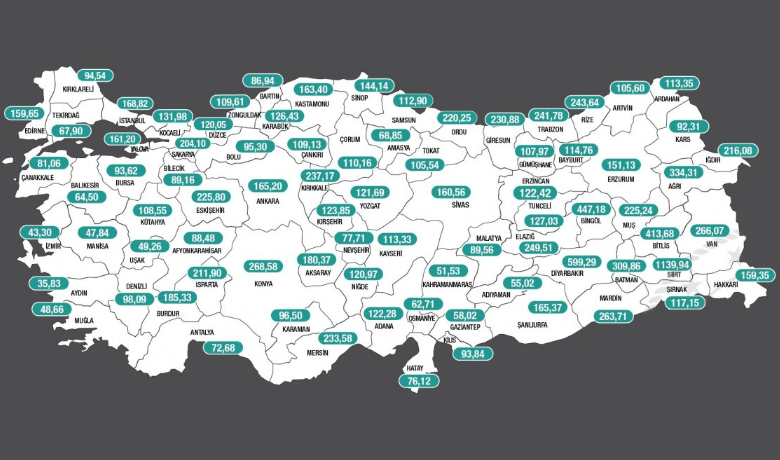 94,54
KIRKLARELİ
159,65
TEKİRDAĞ
EDİRNE
67,90
168,82
İSTANBUL
131,98
KOCAELİ
161,20
YALOVA
204,10
SAKARYA
120,05
DÜZCE
109,61
ZONGULDAK
86,94
BARTIN
126,43
KARABÜK
163,40
KASTAMONU
144,14
SİNOP
112,90
SAMSUN
220,25
ORDU
230,88
GİRESUN
241,78
TRABZON
243,64
RİZE
105,60
ARTVİN
113,35
ARDAHAN
92,31
KARS
216,08
IĞDIR
81,06
ÇANAKKALE
BALIKESİR
64,50
93,62
BURSA
BİLECİK
89,16
95,30
BOLU
109,13
ÇANKIRI
ÇORUM
110,16
68,85
AMASYA
TOKAT
105,54
107,97
GÜMÜŞHANE
114,76
BAYBURT
151,13
ERZURUM
334,31
AĞRI
108,55
KÜTAHYA
225,80
ESKİŞEHİR
165,20
ANKARA
237,17
KIRIKKALE
121,69
YOZGAT
160,56
SİVAS
ERZİNCAN
122,42
TUNCELİ
127,03
447,18
BİNGÖL
225,24
MUŞ
413,68
BİTLİS
266,07
VAN
43,30
İZMİR
47,84
MANİSA
49,26
UŞAK
88,48
AFYONKARAHİSAR
123,85
KIRŞEHİR
77,71
NEVŞEHİR
113,33
KAYSERİ
MALATYA
89,56
ELAZIĞ
249,51
599,29
DİYARBAKIR
309,86
BATMAN
1139,94
SİİRT
ŞIRNAK
117,15
HAKKARİ
159,35
35,83
AYDIN
DENİZLİ
98,09
211,90
ISPARTA
185,33
BURDUR
268,58
KONYA
180,37
AKSARAY
120,97
NİĞDE
51,53
KAHRAMANMARAŞ
55,02
ADIYAMAN
165,37
ŞANLIURFA
MARDİN
263,71
48,66
MUĞLA
ANTALYA
72,68
96,50
KARAMAN
233,58
MERSİN
122,28
ADANA
62,71
OSMANİYE
58,02
GAZİANTEP
KİLİS
93,84
HATAY
76,12